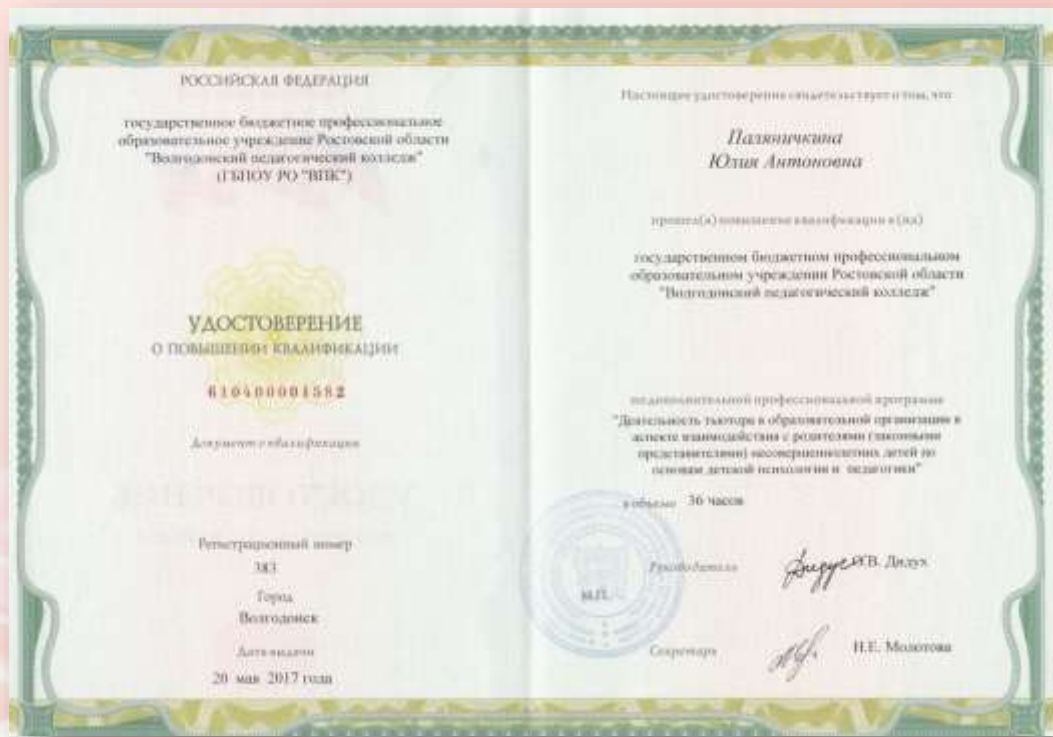 РОССИЙСКАЯ ФЕДЕРАЦИЯ
государственное бюджетное профессиональное
образовательное учреждение Ростовской области
"Волгодонский педагогический колледж"
(ГБПОУ РО "ВПК")
УДОСТОВЕРЕНИЕ
О ПОВЫШЕНИИ КВАЛИФИКАЦИИ
610400001582
Документ о квалификации
Регистрационный номер
383
Город
Волгодонск
Дата выдачи
20 мая 2017 года
Настоящее удостоверение свидетельствует о том, что
Паляничкина
Юлия Антоновна
прошел(а) повышение квалификации в (на)
государственном бюджетном профессиональном
образовательном учреждении Ростовской области
"Волгодонский педагогический колледж"
по дополнительной профессиональной программе
"Деятельность тьютора в образовательной организации в
аспекте взаимодействия с родителями (законными
представителями) несовершеннолетних детей по
основам детской психологии и педагогики"
в объеме 36 часов
Руководитель
В. Дидух
М.П.
Секретарь
Н.Е. Молотова